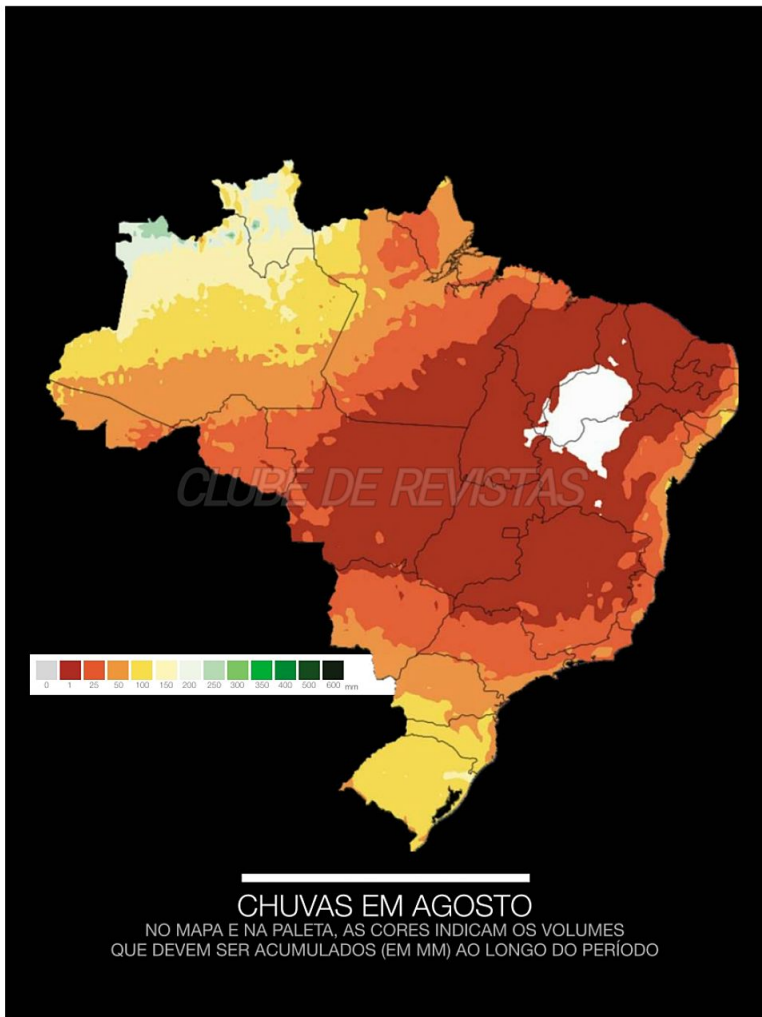 CLUBE DE REVISTAS
0 1 25 50 100 150 200 250 300 350 400 500 600 mm
CHUVAS EM AGOSTO
NO MAPA E NA PALETA, AS CORES INDICAM OS VOLUMES
QUE DEVEM SER ACUMULADOS (EM MM) AO LONGO DO PERÍODO